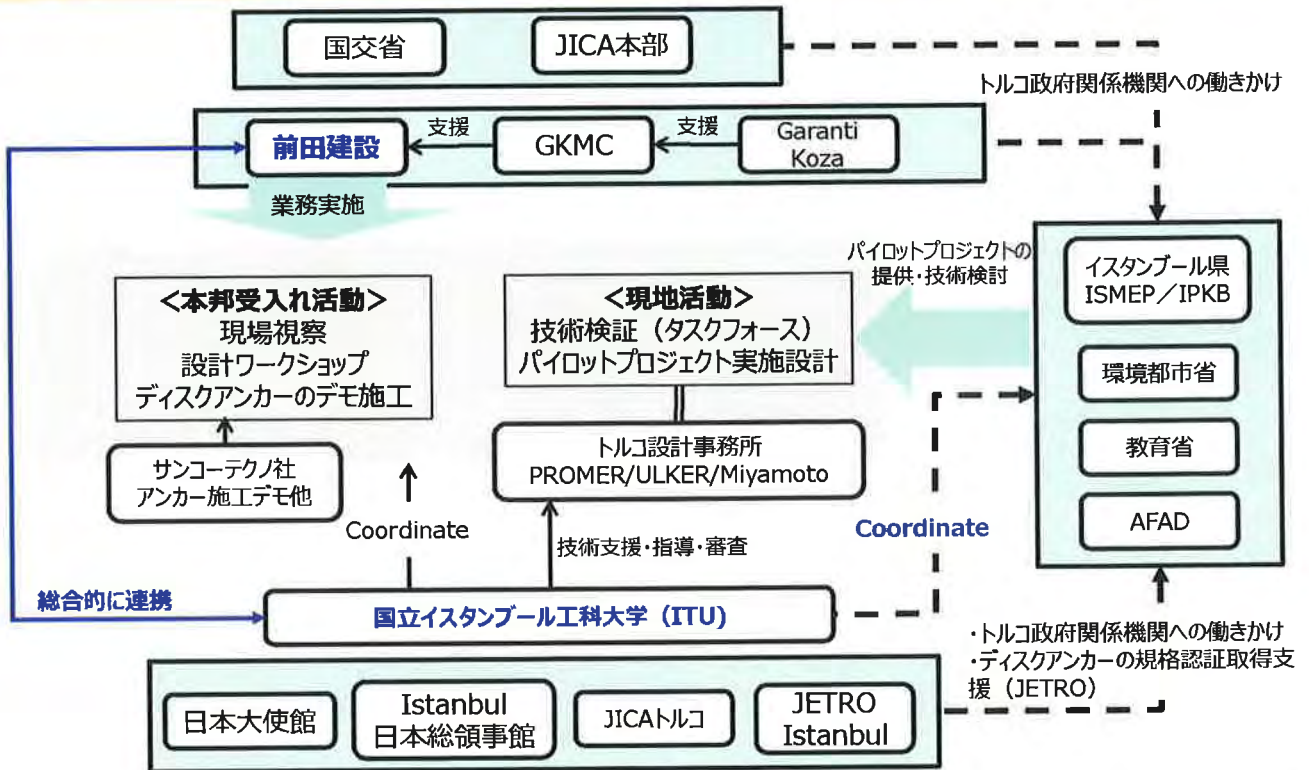 国交省
JICA本部
トルコ政府関係機関への働きかけ
前田建設
支援
GKMC
支援
Garanti
Koza
業務実施
パイロットプロジェクトの
提供・技術検討
イスタンブール県
ISMEP／IPKB
環境都市省
教育省
AFAD
＜本邦受入れ活動＞
現場視察
設計ワークショップ
ディスクアンカーのデモ施工
＜現地活動＞
技術検証（タスクフォース）
パイロットプロジェクト実施設計
サンコーテクノ社
アンカー施工デモ他
トルコ設計事務所
PROMER/ULKER/Miyamoto
Coordinate
技術支援・指導・審査
Coordinate
総合的に連携
国立イスタンブール工科大学（ITU)
・トルコ政府関係機関への働きかけ
・ディスクアンカーの規格認証取得支
援（JETRO）
日本大使館
Istanbul
日本総領事館
JICAトルコ
JETRO
Istanbul